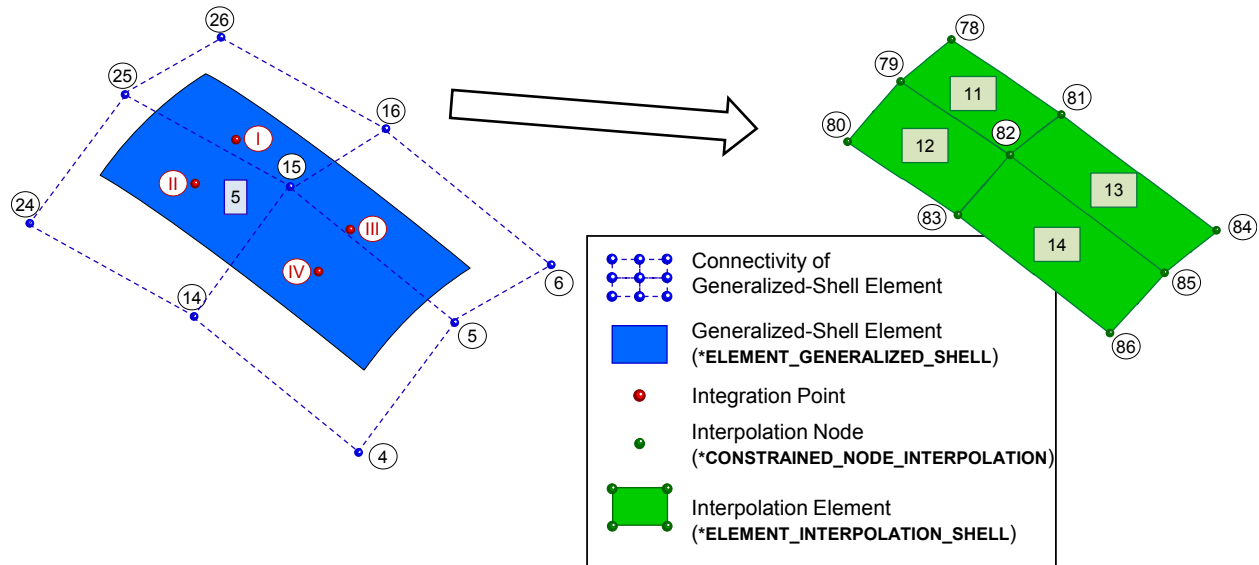 26
78
25
79
16
11
81
I
80
82
15
12
II
5
13
24
83
III
84
14
IV
6
85
14
5
86
4
Connectivity of
Generalized-Shell Element
Generalized-Shell Element
(*ELEMENT_GENERALIZED_SHELL)
Integration Point
Interpolation Node
(*CONSTRAINED_NODE_INTERPOLATION)
Interpolation Element
(*ELEMENT_INTERPOLATION_SHELL)